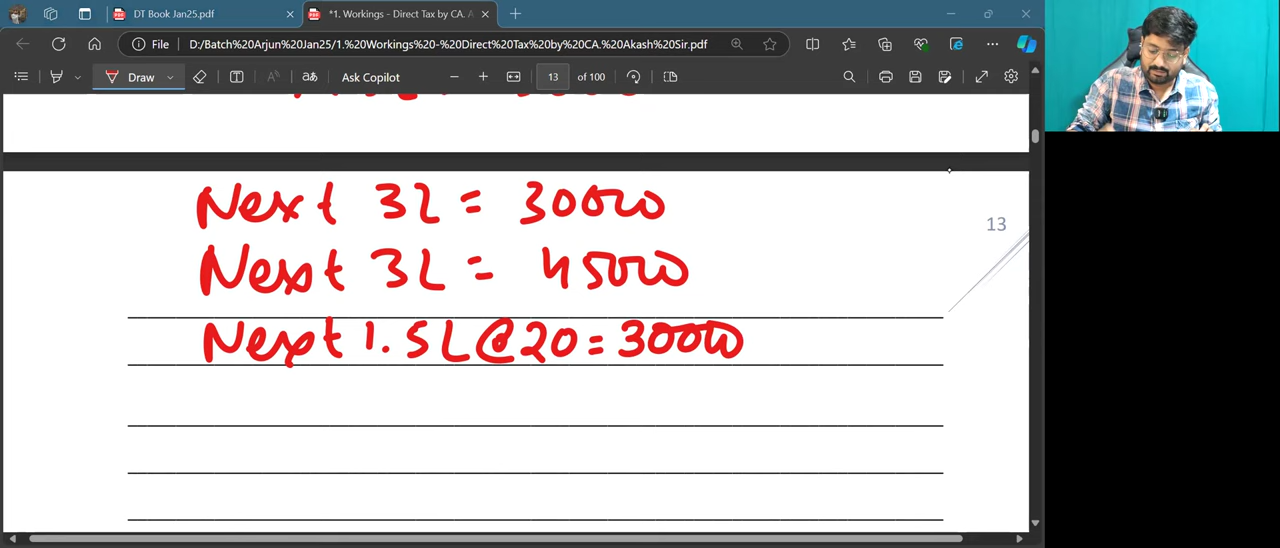 DT Book Jan25.pdf
*1. Workings - Direct Tax by CA. A
File
D:/Batch%20Arjun%20Jan25/1.%20Workings%20-%20Direct%20Tax%20by%20CA.%20Akash%20Sir.pdf
Draw
Ask Copilot
13 of 100
Next 3L = 30000
13
Next 3L = 45000
Next 1.5L @ 20 = 30000